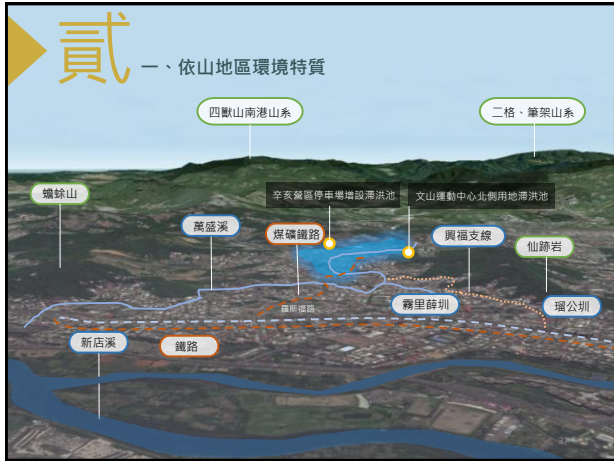 貳
一、依山地區環境特質
四獸山南港山系
二格、筆架山系
蟾蜍山
辛亥營區停車場增設滯洪池
文山運動中心北側用地滯洪池
萬盛溪
煤礦鐵路
興福支線
仙跡岩
羅斯福路
霧里薛圳
瑠公圳
新店溪
鐵路